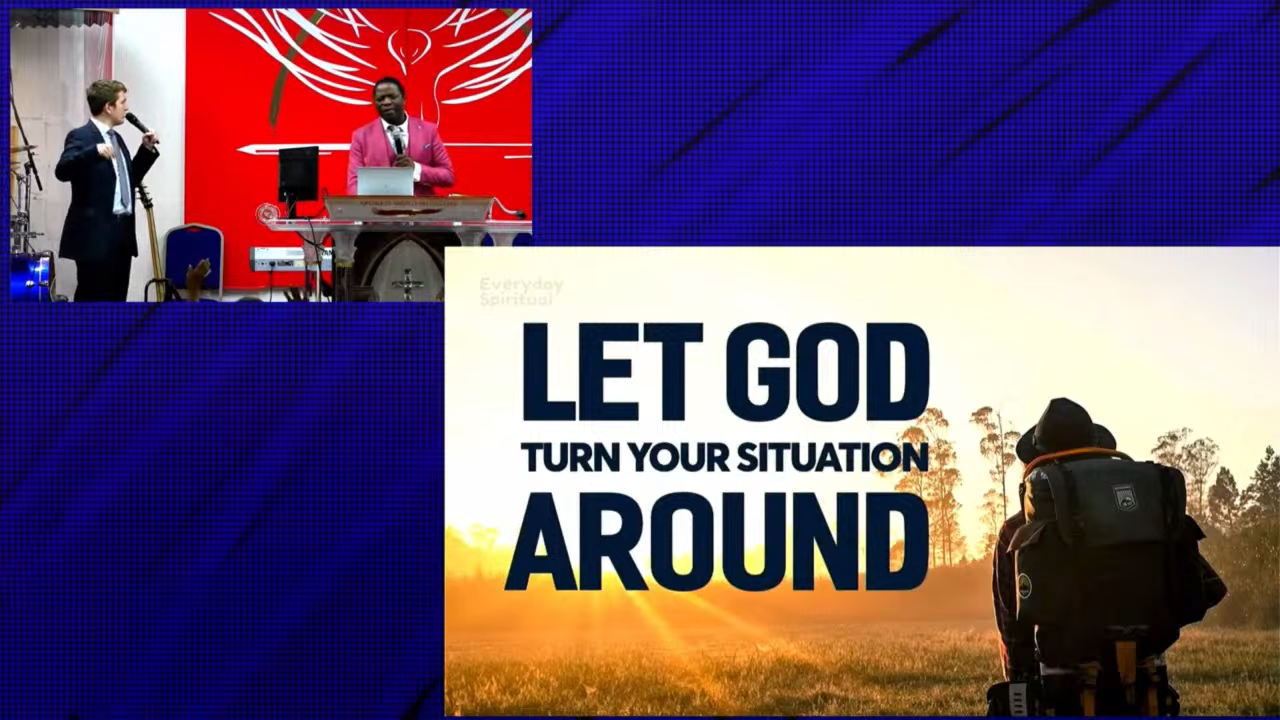 Everyday
Spiritual
LET GOD
TURN YOUR SITUATION
AROUND